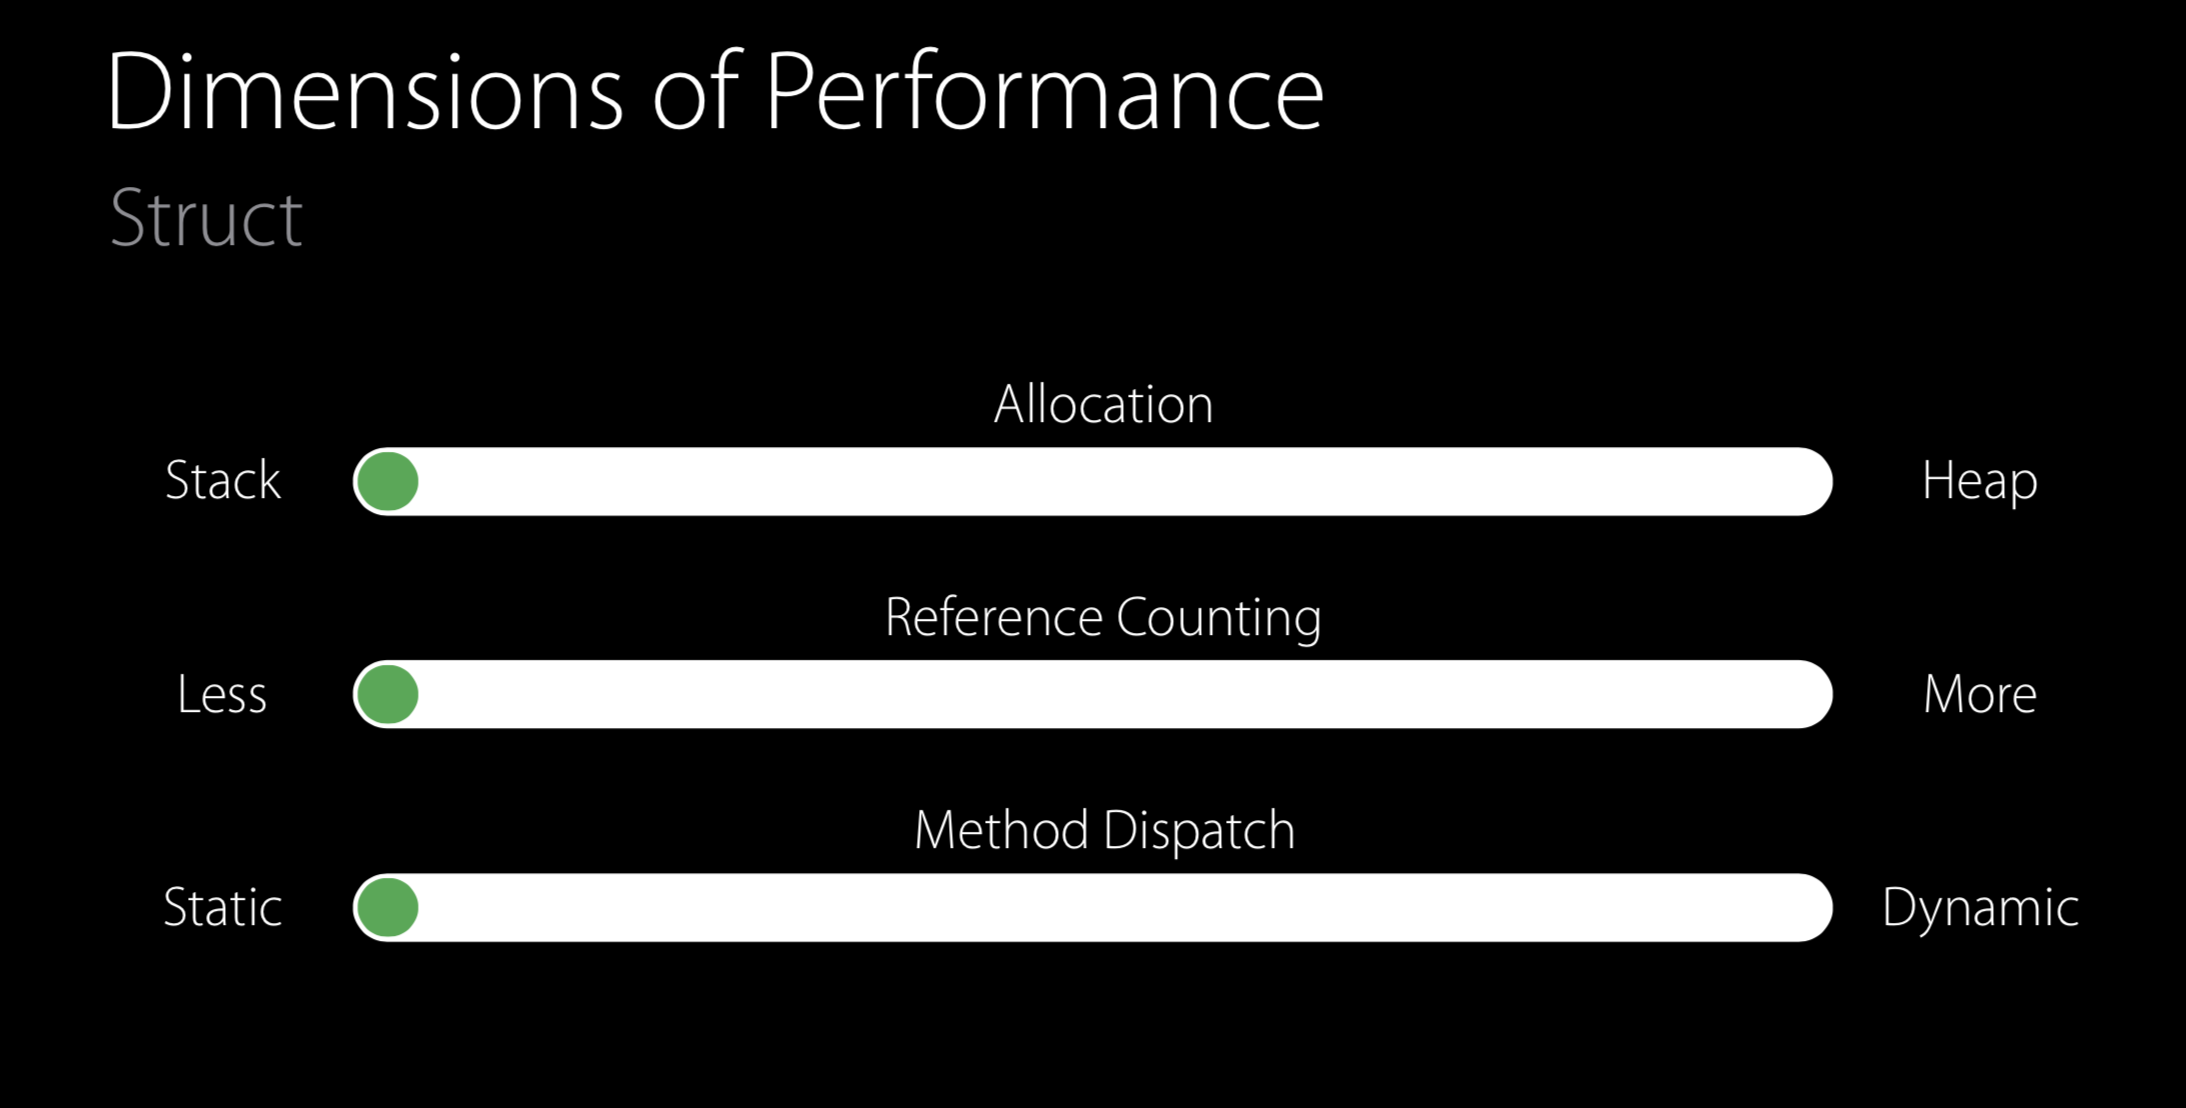 Dimensions of Performance
Struct
Allocation
Stack
Heap
Reference Counting
Less
More
Method Dispatch
Static
Dynamic